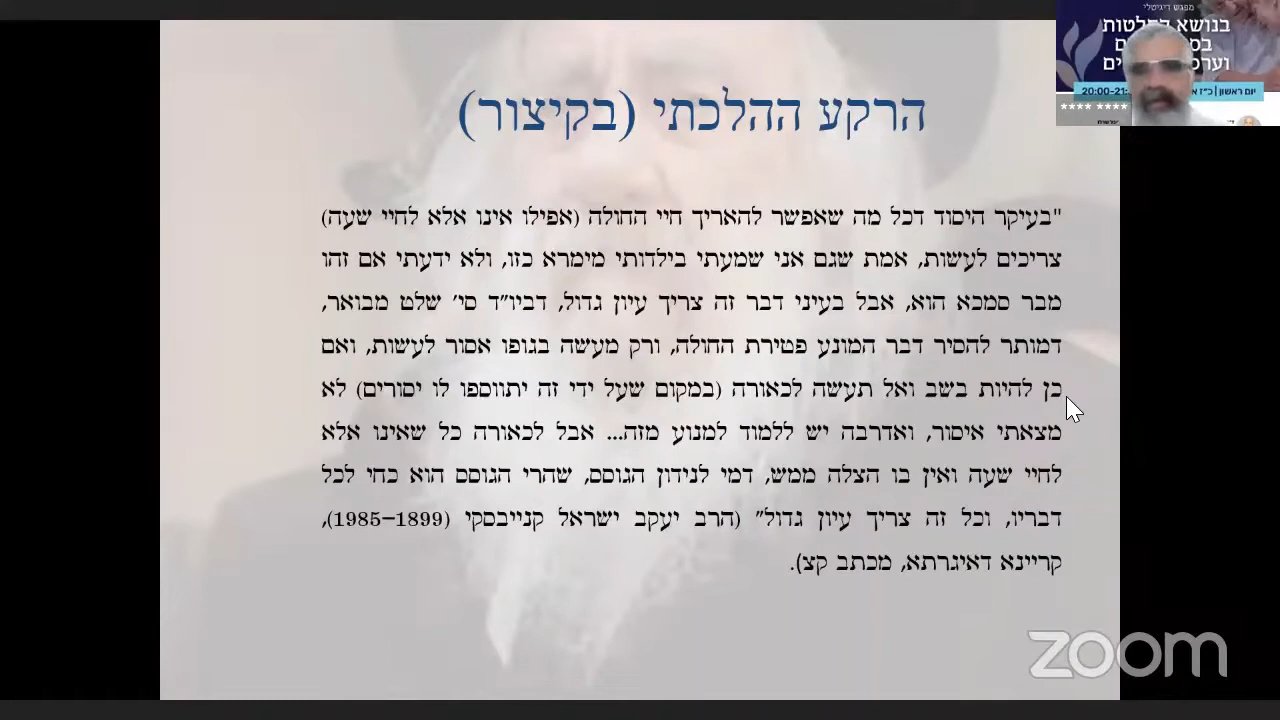 הרקע ההלכתי (בקיצור)
"בעיקר היסוד דכל מה שאפשר להאריך חיי החולה (אפילו אינו אלא לחיי שעה)
צריכים לעשות, אמת שגם אני שמעתי בילדותי מימרא כזו, ולא ידעתי אם זהו
מבר סמכא הוא, אבל בעיני דבר זה צריך עיון גדול, דביו"ד סי' שלט מבואר,
דמותר להסיר דבר המונע פטירת החולה, ורק מעשה בגופו אסור לעשות, ואם
כן להיות בשב ואל תעשה לכאורה (במקום שעל ידי זה יתווספו לו יסורים) לא
מצאתי איסור, ואדרבה יש ללמוד למנוע מזה... אבל לכאורה כל שאינו אלא
לחיי שעה ואין בו הצלה ממש, דמי לנידון הגוסס, שהרי הגוסס הוא כחי לכל
דבריו, וכל זה צריך עיון גדול" (הרב יעקב ישראל קנייבסקי (1899–1985),
קריינא דאיגרתא, מכתב קצ).
מפגש דיגיטלי
בנושא
יום ראשון | כ"ז
20:00-21:
**** ****
zoom